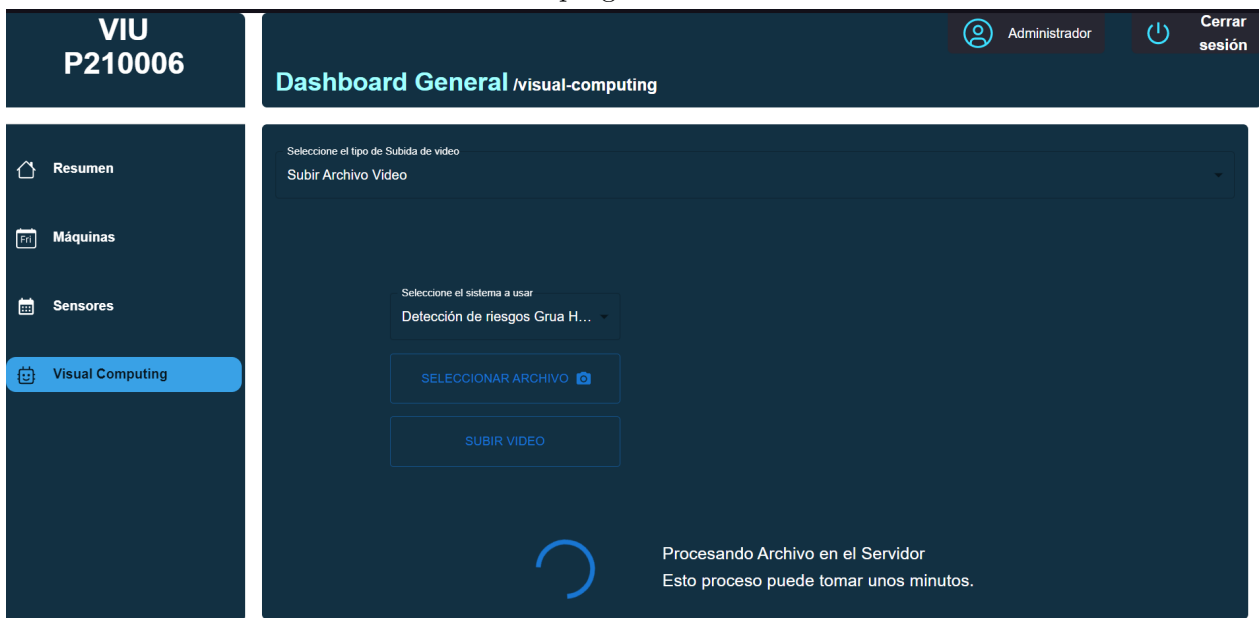 VIU
P210006
Administrador
Cerrar
sesión
Dashboard General /visual-computing
Resumen
Fri
Máquinas
Sensores
Visual Computing
Seleccione el tipo de Subida de video
Subir Archivo Video
Seleccione el sistema a usar
Detección de riesgos Grua H...
SELECCIONAR ARCHIVO
SUBIR VIDEO
Procesando Archivo en el Servidor
Esto proceso puede tomar unos minutos.